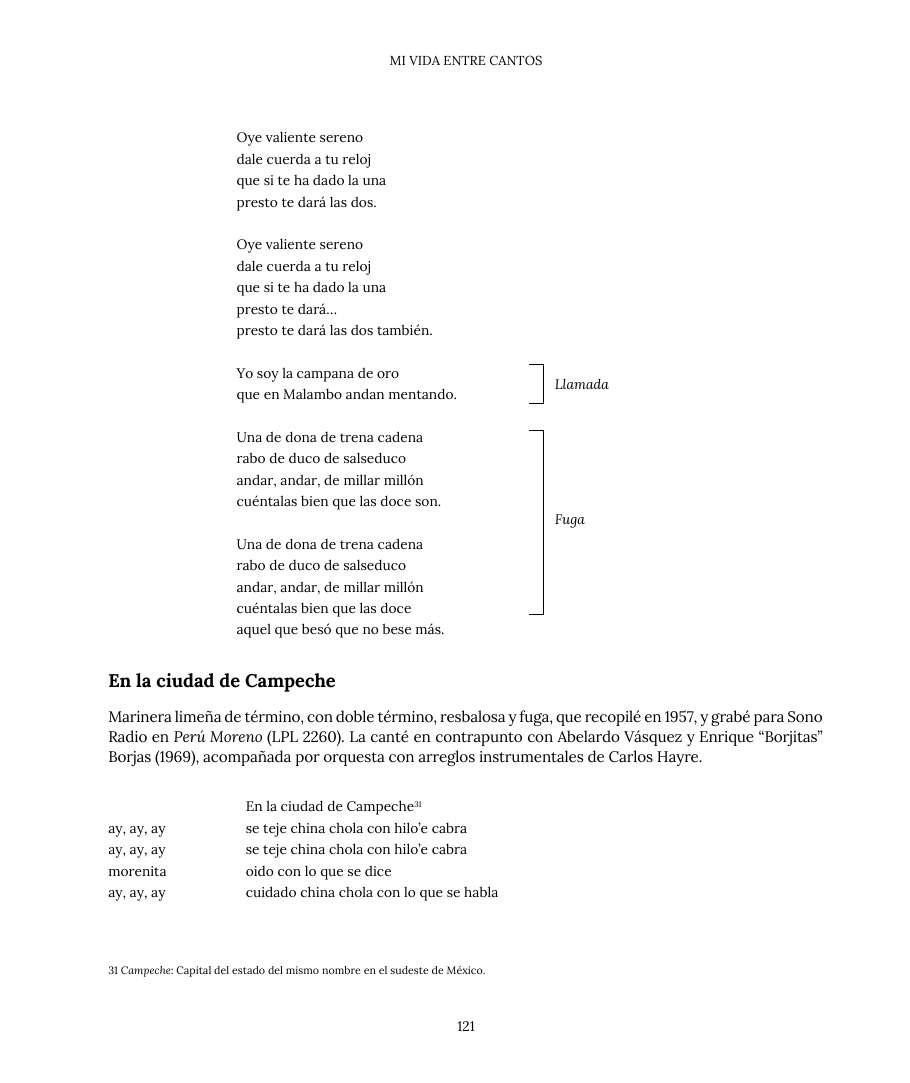 MI VIDA ENTRE CANTOS
Oye valiente sereno
dale cuerda a tu reloj
que si te ha dado la una
presto te dará las dos.
Oye valiente sereno
dale cuerda a tu reloj
que si te ha dado la una
presto te dará...
presto te dará las dos también.
Yo soy la campana de oro
que en Malambo andan mentando.
Llamada
Una de dona de trena cadena
rabo de duco de salseduco
andar, andar, de millar millón
cuéntalas bien que las doce son.
Fuga
Una de dona de trena cadena
rabo de duco de salseduco
andar, andar, de millar millón
cuéntalas bien que las doce
aquel que besó que no bese más.
En la ciudad de Campeche
Marinera limeña de término, con doble término, resbalosa y fuga, que recopilé en 1957, y grabé para Sono
Radio en Perú Moreno (LPL 2260). La canté en contrapunto con Abelardo Vásquez y Enrique “Borjitas”
Borjas (1969), acompañada por orquesta con arreglos instrumentales de Carlos Hayre.
En la ciudad de Campeche31
ay, ay, ay se teje china chola con hilo’e cabra
ay, ay, ay se teje china chola con hilo’e cabra
morenita oido con lo que se dice
ay, ay, ay cuidado china chola con lo que se habla
31 Campeche: Capital del estado del mismo nombre en el sudeste de México.
121